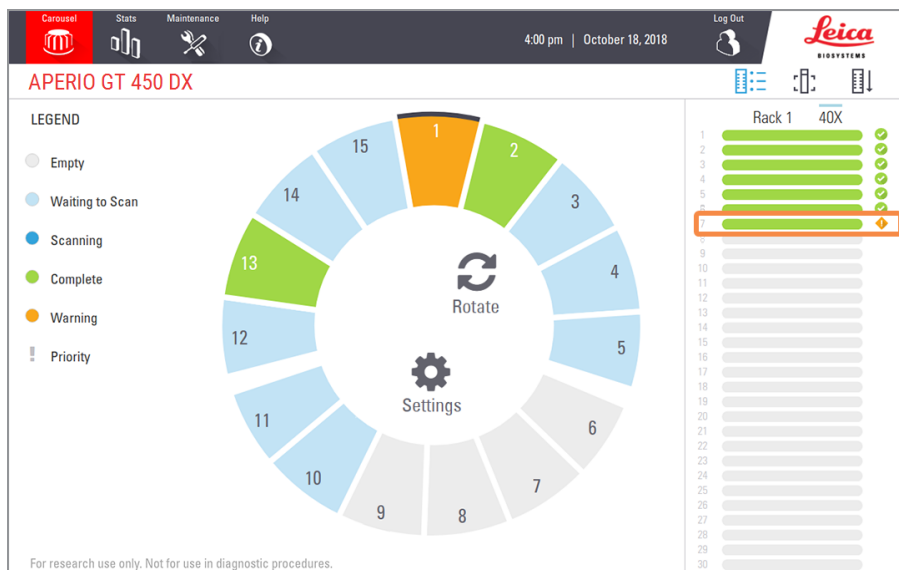 Carousel Stats Maintenance Help
4:00 pm | October 18, 2018
Log Out
Leica
BIOSYSTEMS
APERIO GT 450 DX
LEGEND
Empty
Waiting to Scan
Scanning
Complete
Warning
! Priority
1
2
3
4
5
6
7
8
9
10
11
12
13
14
15
Rotate
Settings
Rack 1 40X
1
2
3
4
5
6
7
8
9
10
11
12
13
14
15
16
17
18
19
20
21
22
23
24
25
26
27
28
29
30
For research use only. Not for use in diagnostic procedures.